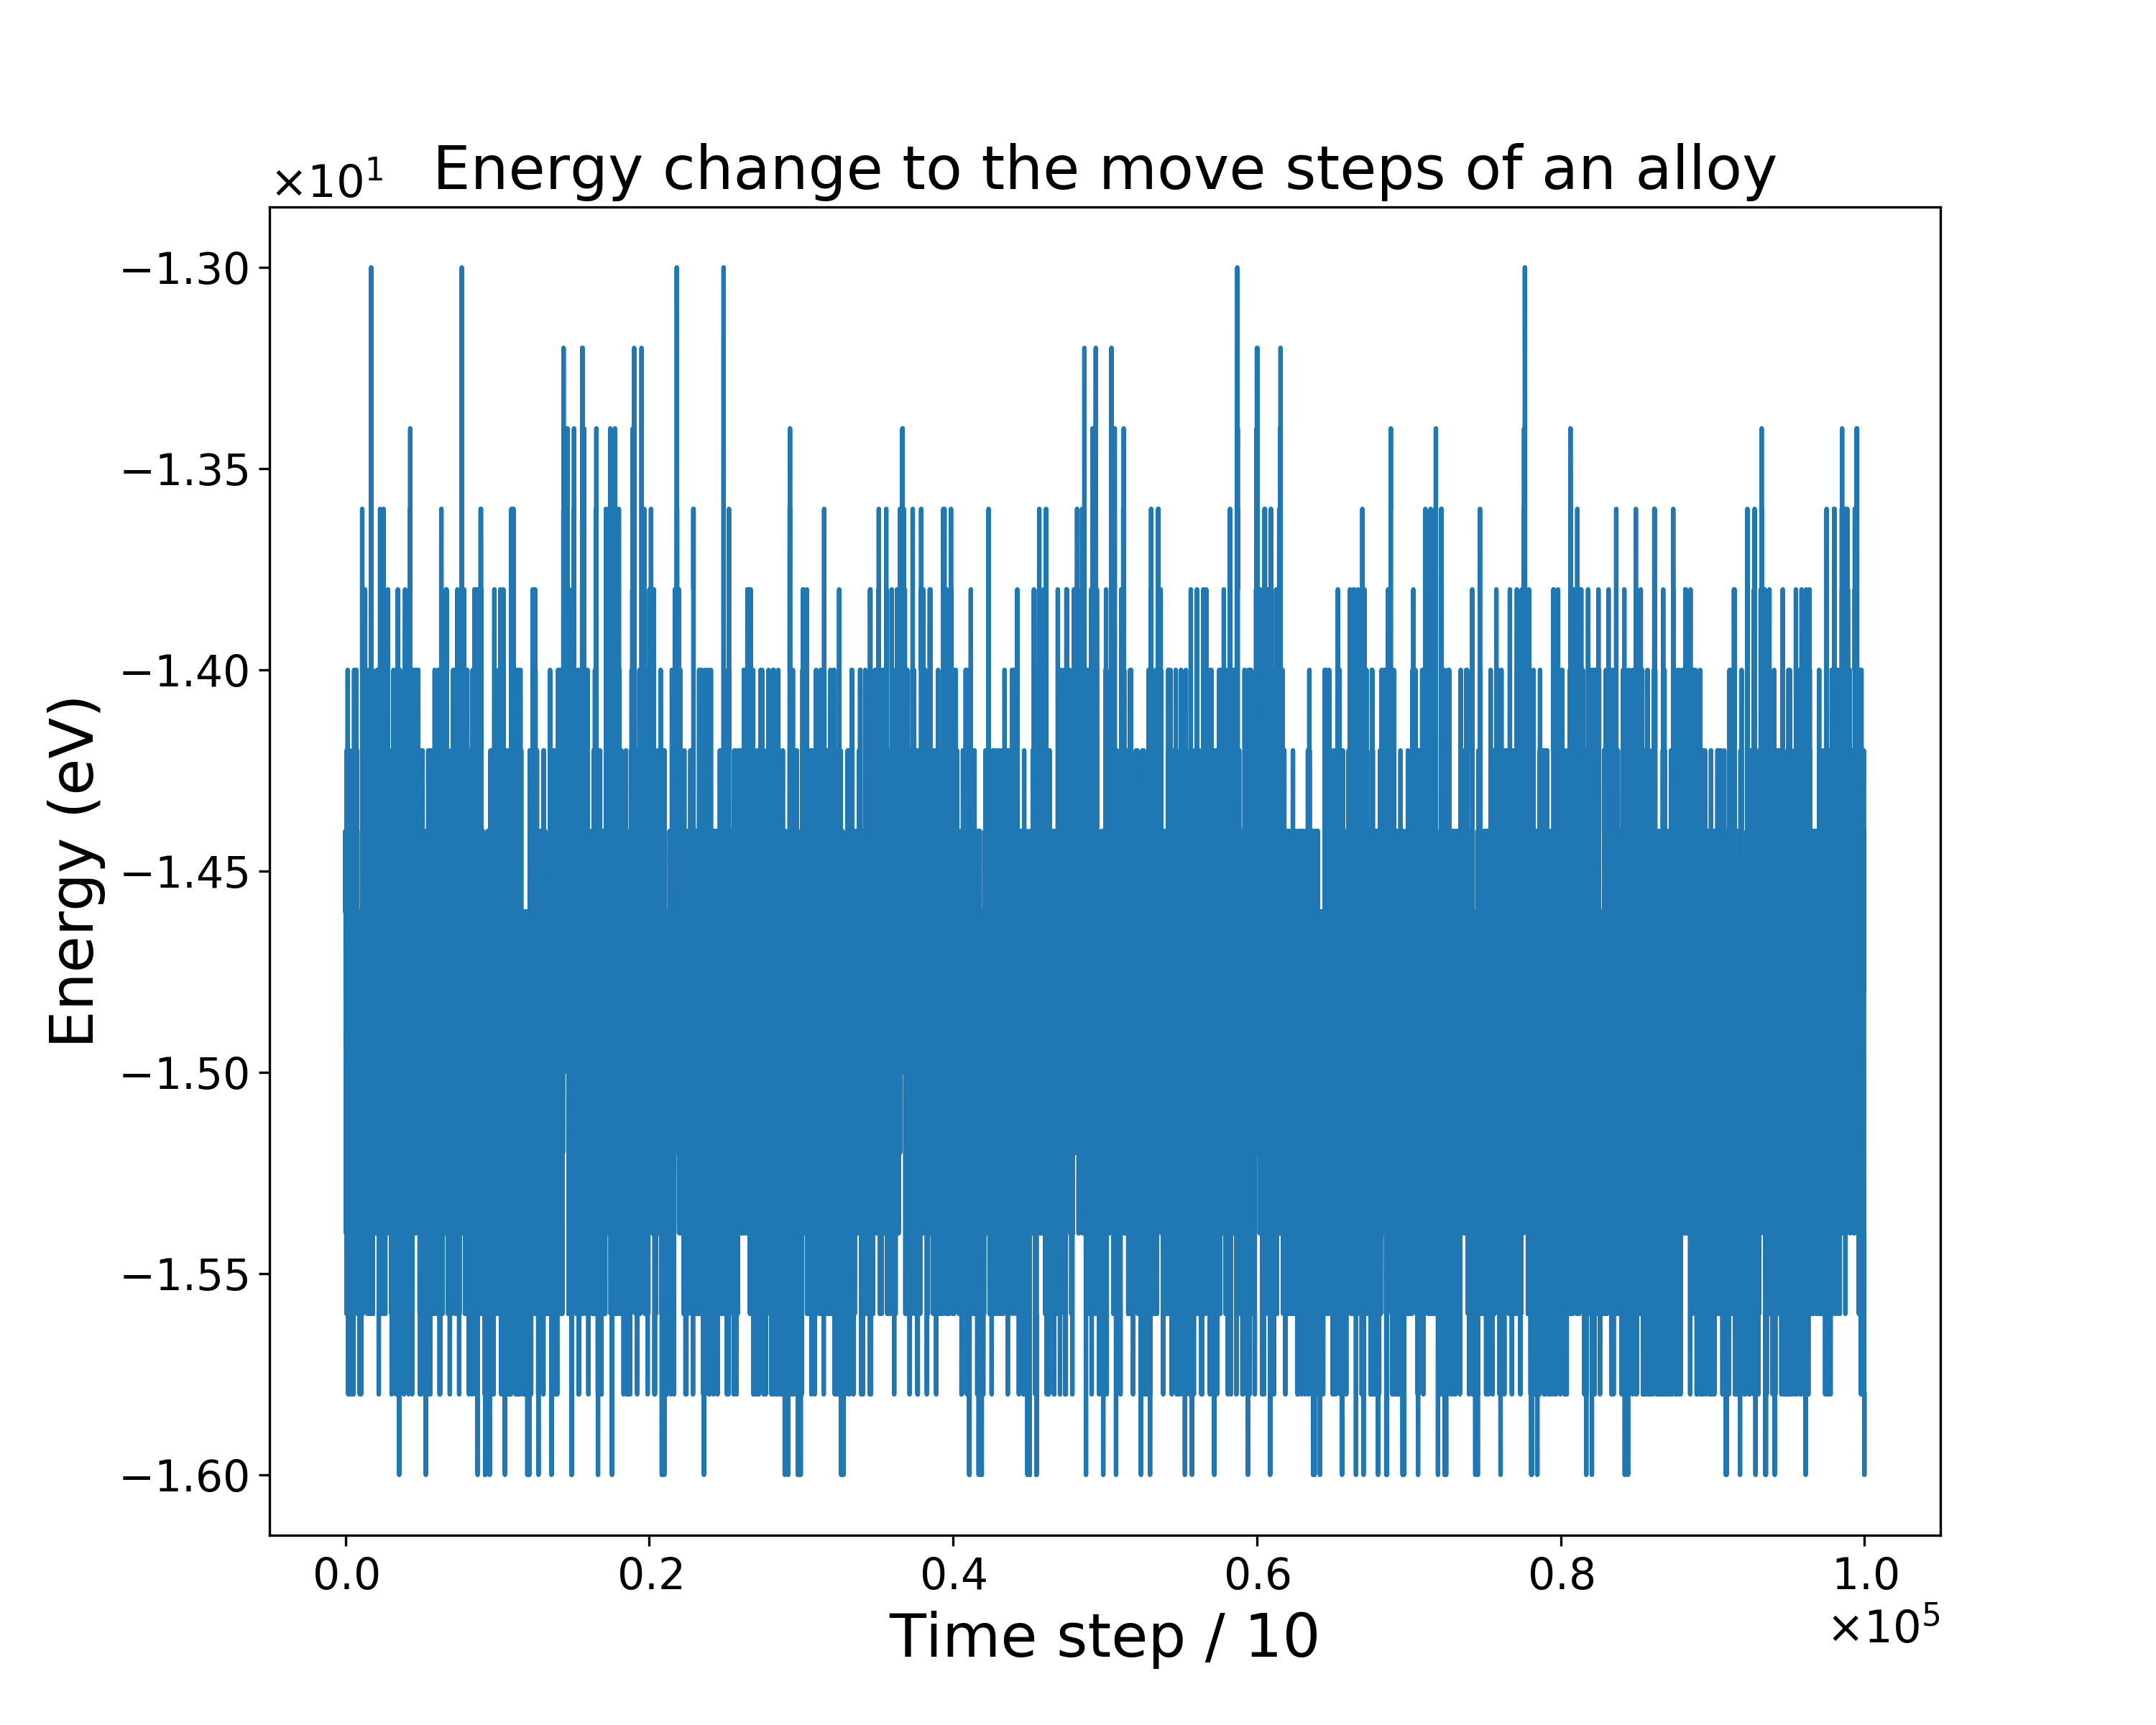 Energy change to the move steps of an alloy
×10¹
−1.30
−1.35
−1.40
−1.45
−1.50
−1.55
−1.60
Energy (eV)
0.0 0.2 0.4 0.6 0.8 1.0
Time step / 10
×10⁵